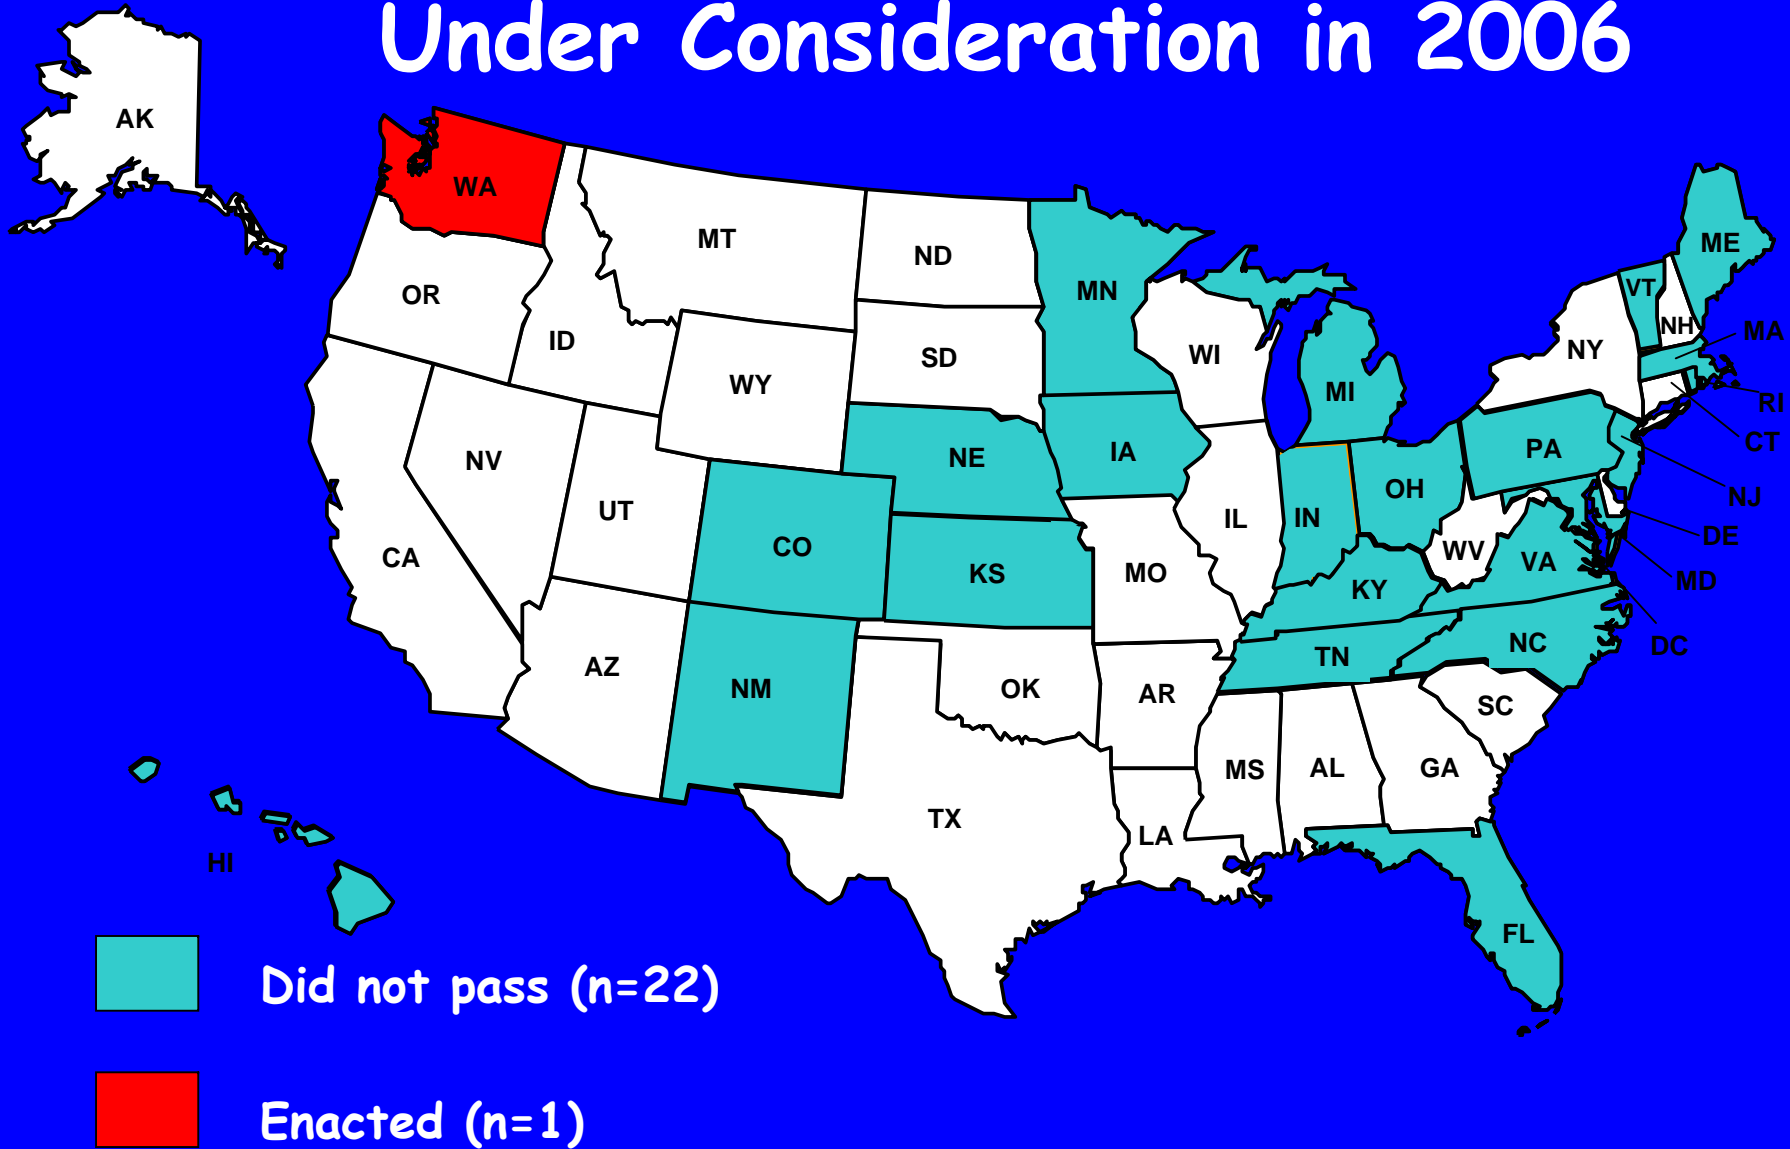 Under Consideration in 2006
AK
WA
MT
ND
MN
ME
VT
NH
MA
OR
ID
SD
WI
NY
WY
MI
RI
CT
NV
NE
IA
PA
UT
OH
NJ
CO
IL
IN
DE
CA
KS
MO
WV
VA
MD
KY
DC
AZ
NM
OK
AR
TN
NC
SC
MS
AL
GA
TX
LA
HI
FL
Did not pass (n=22)
Enacted (n=1)